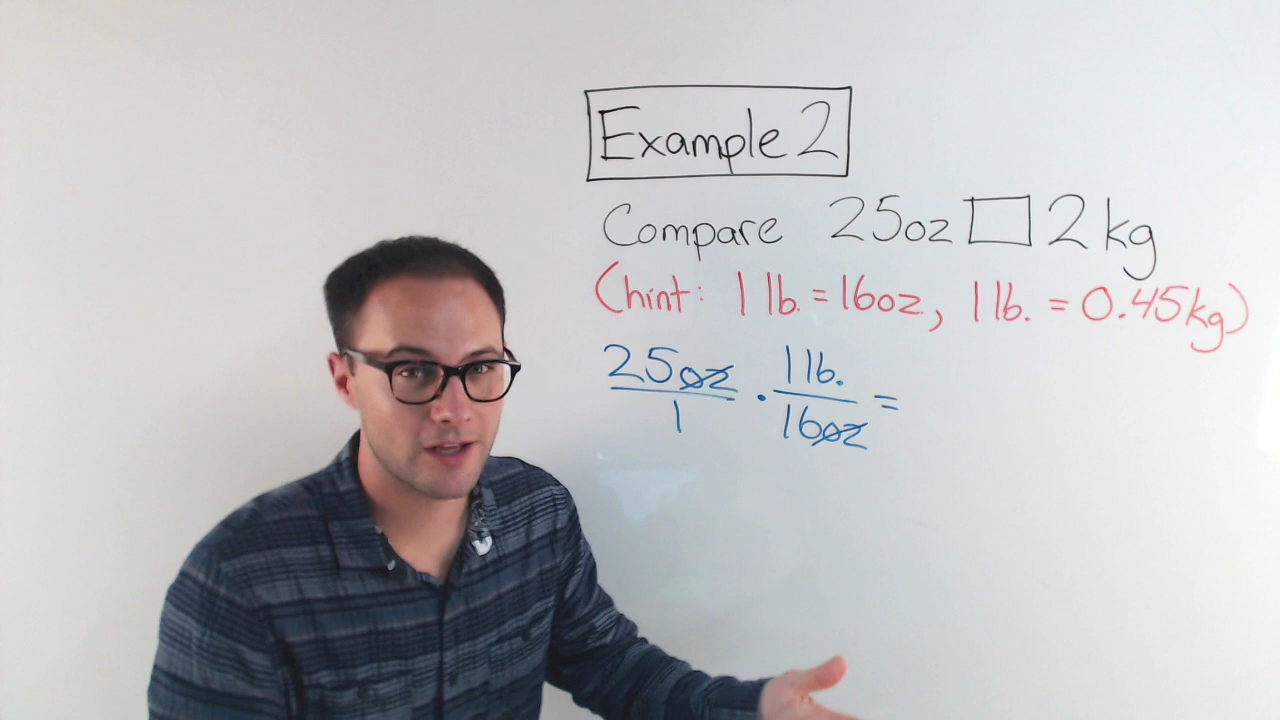 Example 2
Compare 25oz □ 2 kg
(hint: 1 lb. = 16oz, 1 lb. = 0.45kg)
25oz/1 · 1 lb./16oz =